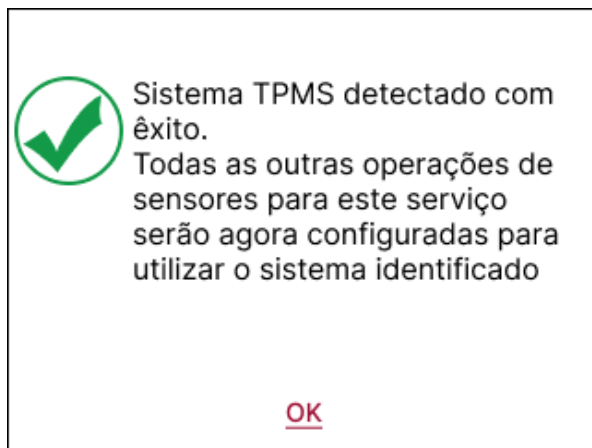 Sistema TPMS detectado com
êxito.
Todas as outras operações de
sensores para este serviço
serão agora configuradas para
utilizar o sistema identificado
OK